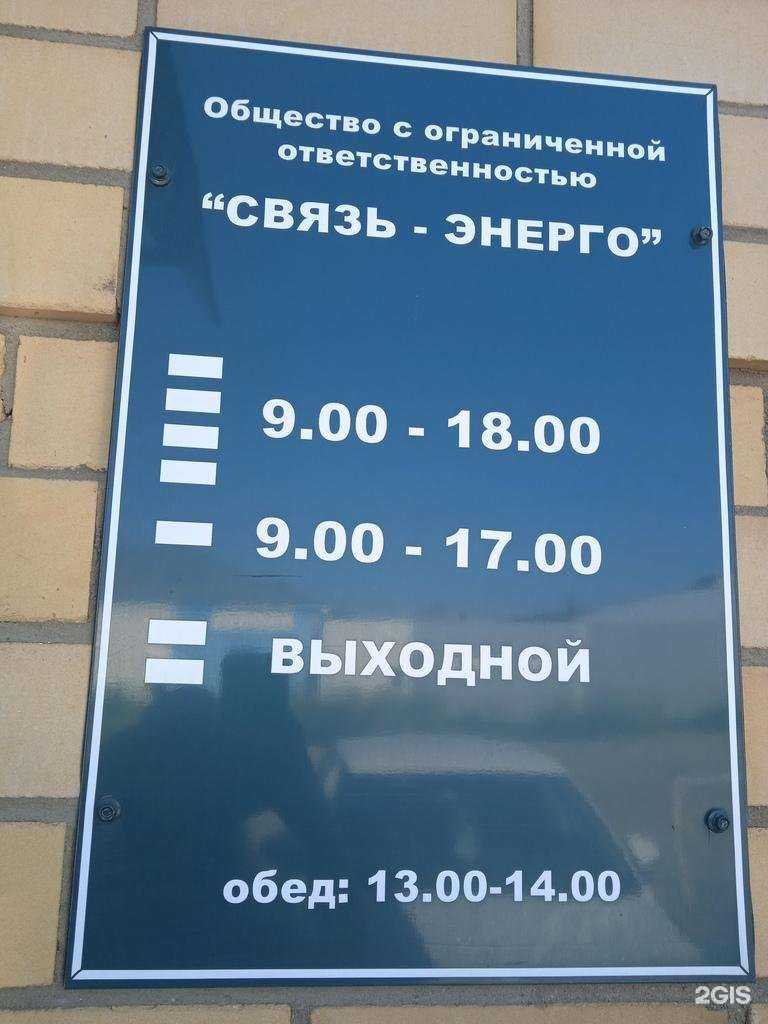 Общество с ограниченной
ответственностью
“СВЯЗЬ - ЭНЕРГО”
9.00 - 18.00
9.00 - 17.00
ВЫХОДНОЙ
обед: 13.00-14.00
2GIS